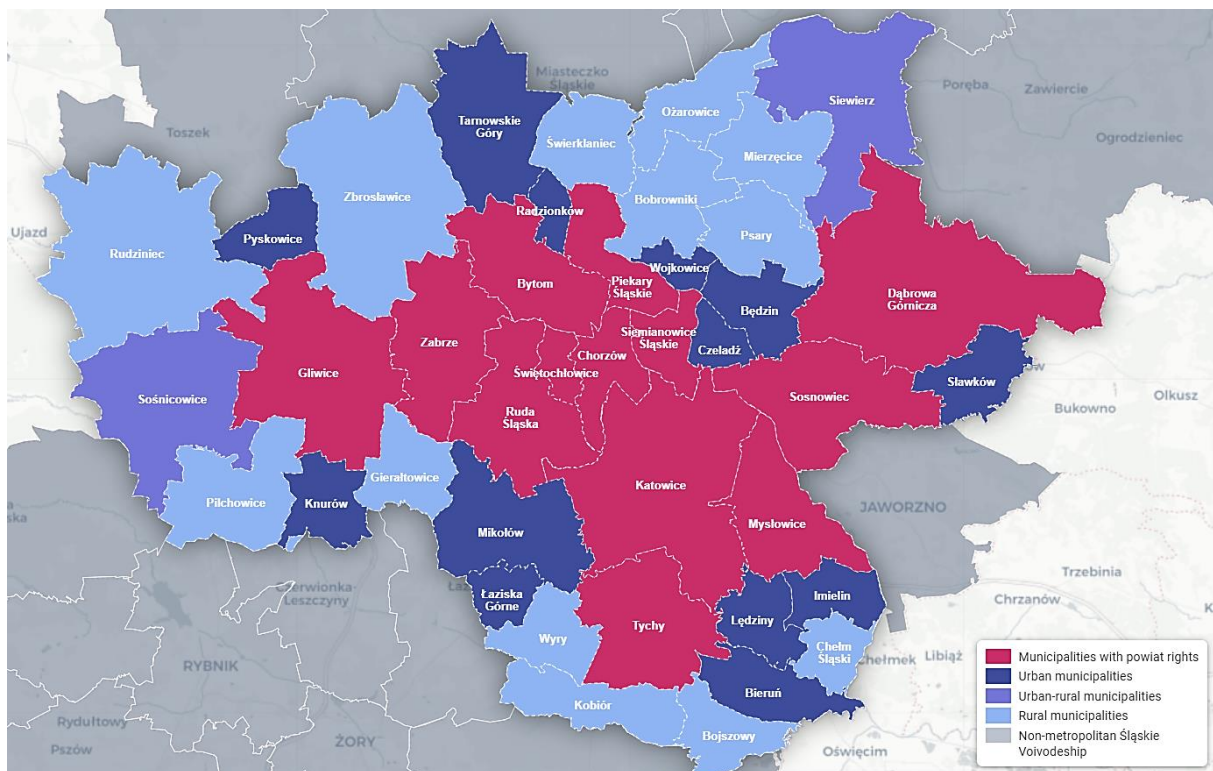 Miasteczko
Śląskie
Poręba
Zawiercie
Siewierz
Ożarowice
Tarnowskie
Góry
Toszek
Ogrodzieniec
Świerklaniec
Mierzęcice
Zbrosławice
Bobrowniki
Radzionków
Ujazd
Pyskowice
Psary
Rudziniec
Wojkowice
Bytom
Piekary
Śląskie
Dąbrowa
Górnicza
Będzin
Siemianowice
Śląskie
Zabrze
Chorzów
Czeladź
Gliwice
Świętochłowice
Sosnowiec
Sławków
Sośnicowice
Olkusz
Bukowno
Ruda
Śląska
Gierałtowice
Katowice
Pilchowice
Knurów
JAWORZNO
Mysłowice
Mikołów
Trzebinia
Czerwionka-
Leszczyny
Łaziska
Górne
Imielin
Chrzanów
Lędziny
Tychy
Wyry
Chełm
Śląski
Chełmek
Libiąż
RYBNIK
Bieruń
Kobiór
Rydułtowy
Pszów
ŻORY
Bojszowy
Oświęcim
Municipalities with powiat rights
Urban municipalities
Urban-rural municipalities
Rural municipalities
Non-metropolitan Śląskie
Voivodeship